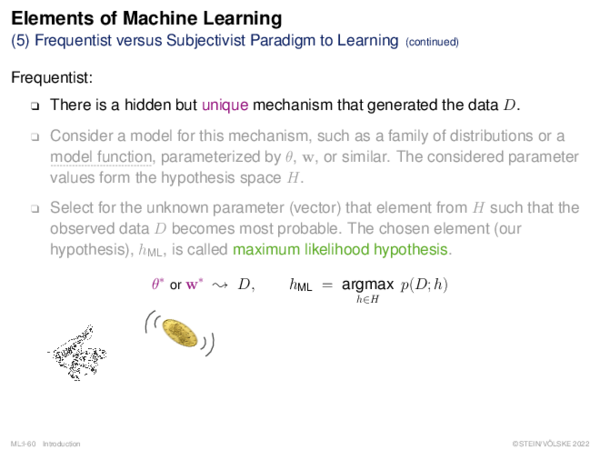 Elements of Machine Learning
(5) Frequentist versus Subjectivist Paradigm to Learning (continued)
Frequentist:
❑ There is a hidden but unique mechanism that generated the data D.
❑ Consider a model for this mechanism, such as a family of distributions or a
model function, parameterized by θ, w, or similar. The considered parameter
values form the hypothesis space H.
❑ Select for the unknown parameter (vector) that element from H such that the
observed data D becomes most probable. The chosen element (our
hypothesis), h_ML, is called maximum likelihood hypothesis.
θ* or w* ⇝ D, h_ML = argmax p(D; h)
h∈H
ML:I-60 Introduction ©STEIN/VÖLSKE 2022